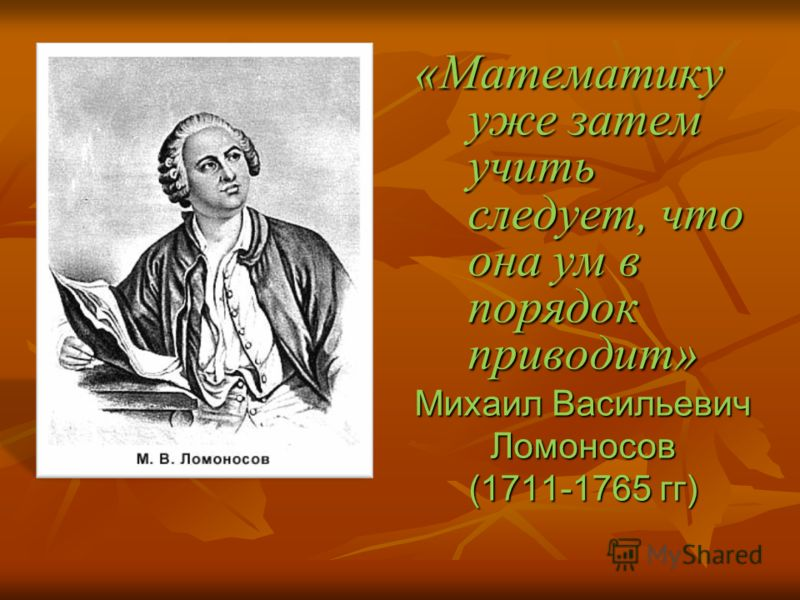 «Математику
уже затем
учить
следует, что
она ум в
порядок
приводит»
Михаил Васильевич
Ломоносов
(1711-1765 гг)
М. В. Ломоносов
MyShared